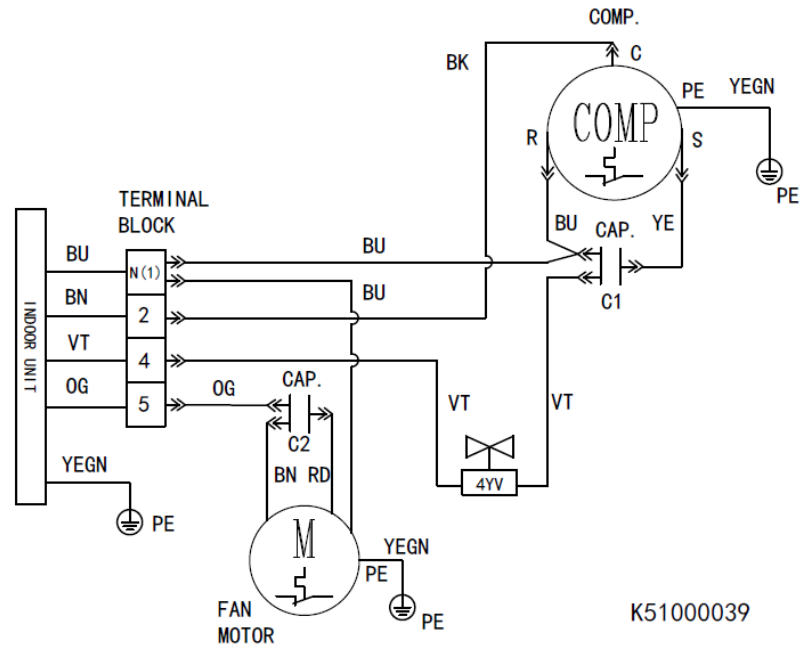 COMP.
BK
C
PE
YEGN
COMP
R
S
PE
TERMINAL
BLOCK
BU
YE
CAP.
BU
BU
N(1)
C1
BN
BU
2
INDOOR UNIT
VT
4
OG
OG
CAP.
5
VT
VT
C2
YEGN
BN
RD
4YV
PE
M
YEGN
PE
FAN
MOTOR
PE
K51000039